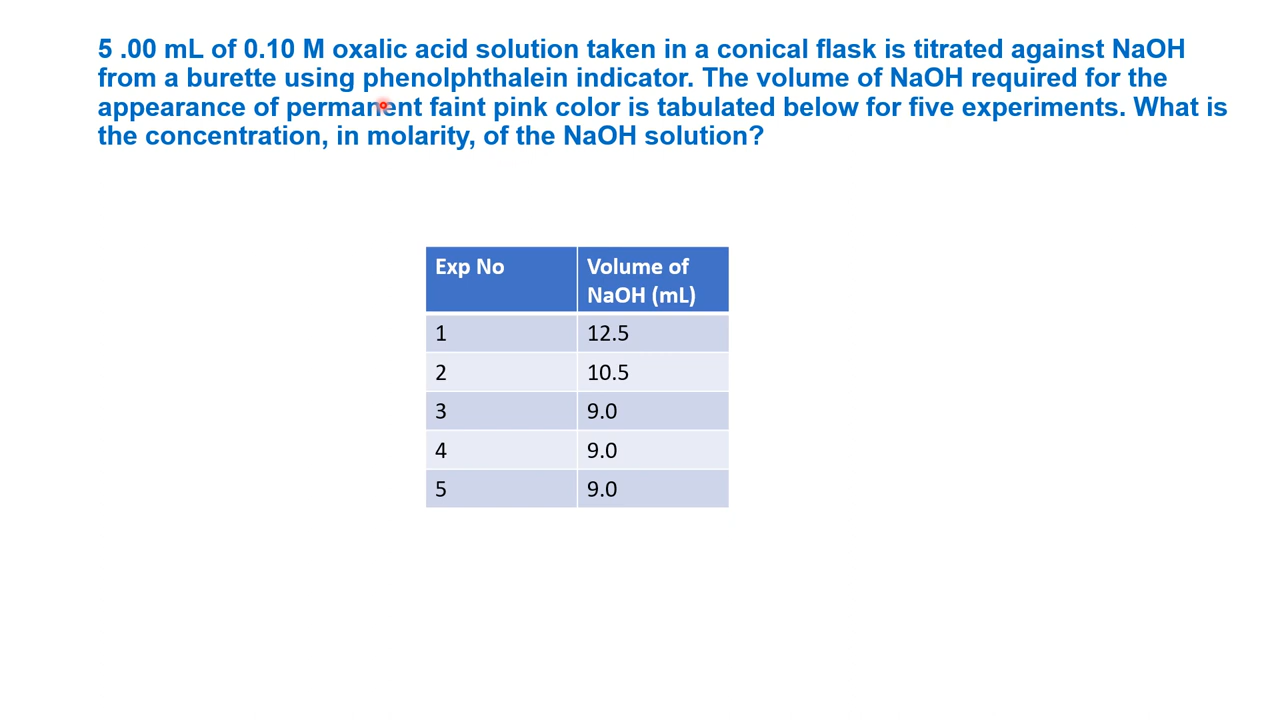 5 .00 mL of 0.10 M oxalic acid solution taken in a conical flask is titrated against NaOH
from a burette using phenolphthalein indicator. The volume of NaOH required for the
appearance of permanent faint pink color is tabulated below for five experiments. What is
the concentration, in molarity, of the NaOH solution?
Exp No Volume of
NaOH (mL)
1 12.5
2 10.5
3 9.0
4 9.0
5 9.0